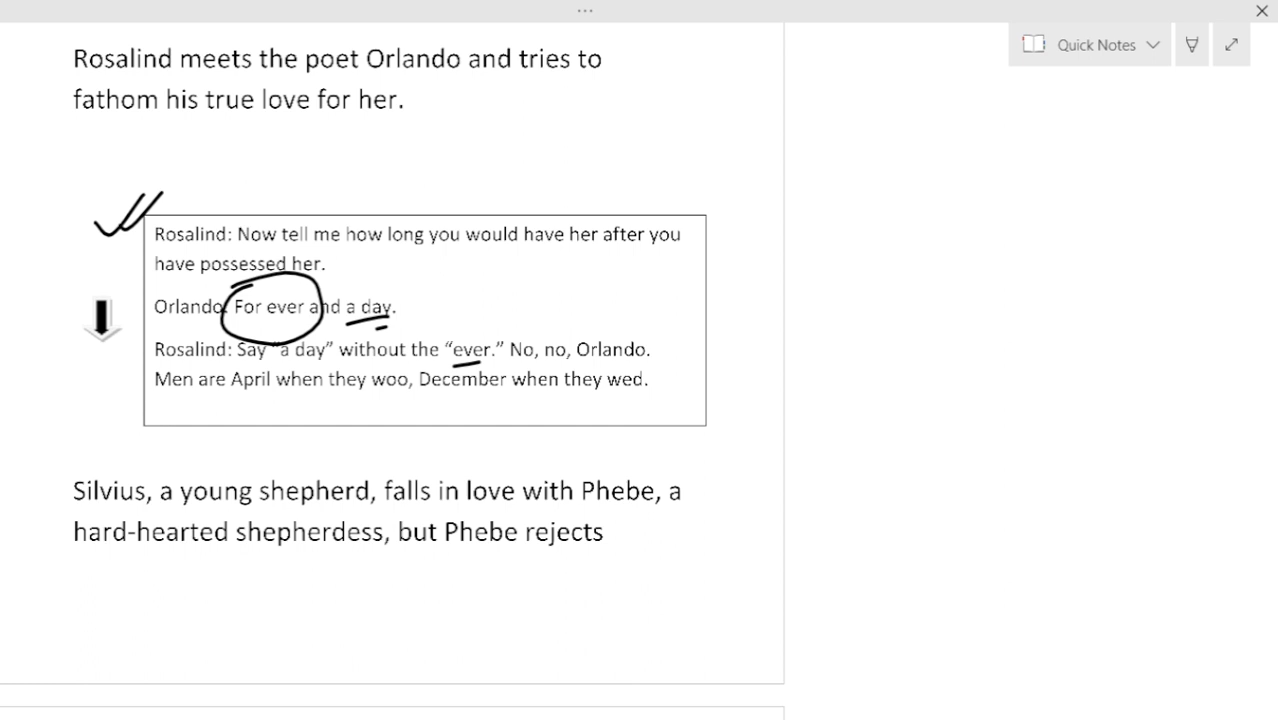 Quick Notes
Rosalind meets the poet Orlando and tries to
fathom his true love for her.
Rosalind: Now tell me how long you would have her after you
have possessed her.
Orlando: For ever and a day.
Rosalind: Say “a day” without the “ever.” No, no, Orlando.
Men are April when they woo, December when they wed.
Silvius, a young shepherd, falls in love with Phebe, a
hard-hearted shepherdess, but Phebe rejects